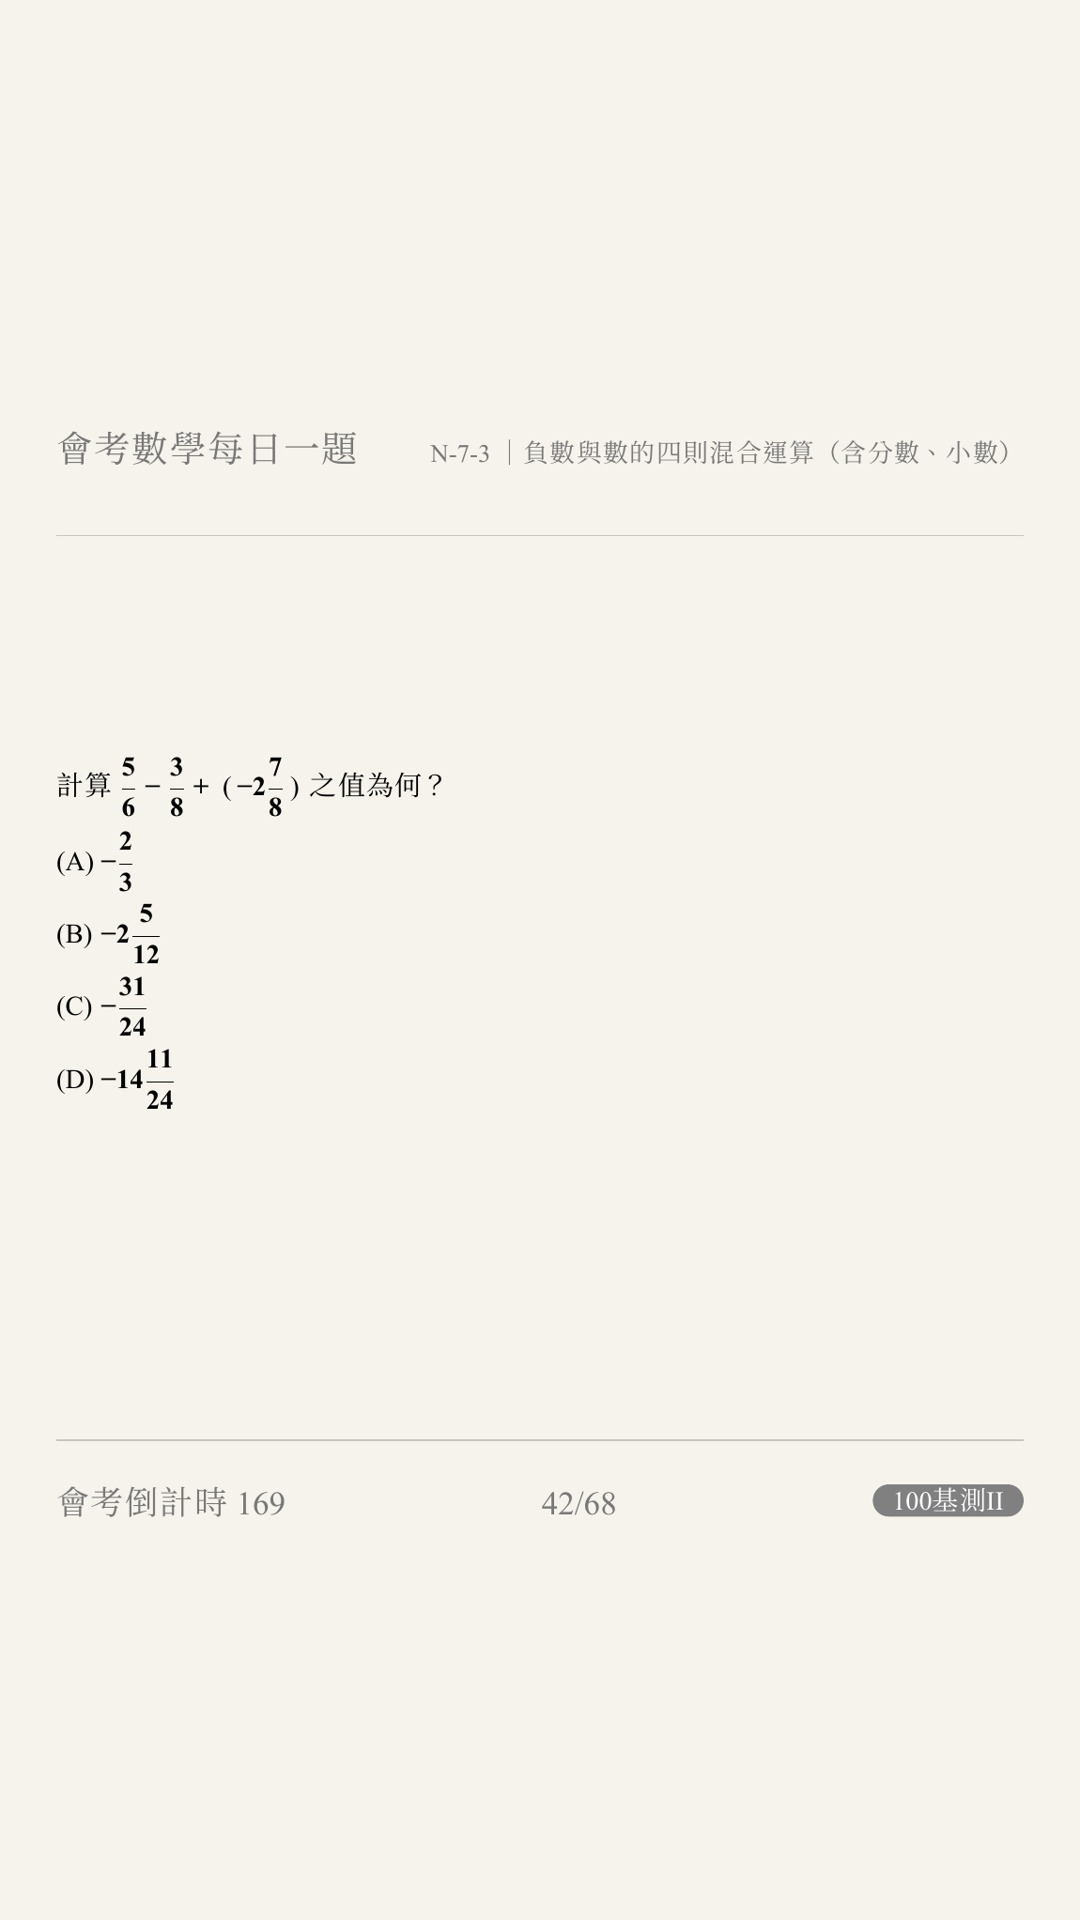 會考數學每日一題 N-7-3｜負數與數的四則混合運算（含分數、小數）
計算 5/6 − 3/8 + (−2 7/8) 之值為何？
(A) −2/3
(B) −2 5/12
(C) −31/24
(D) −14 11/24
會考倒計時 169 42/68 100基測II